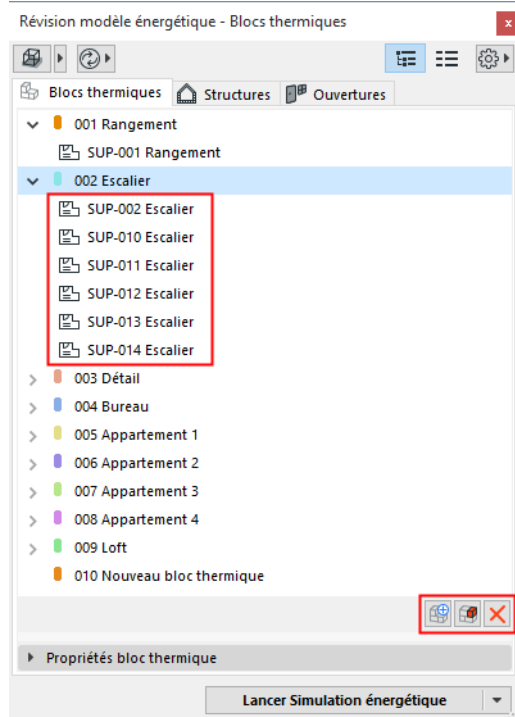 Révision modèle énergétique - Blocs thermiques
x
Blocs thermiques Structures Ouvertures
001 Rangement
SUP-001 Rangement
002 Escalier
SUP-002 Escalier
SUP-010 Escalier
SUP-011 Escalier
SUP-012 Escalier
SUP-013 Escalier
SUP-014 Escalier
003 Détail
004 Bureau
005 Appartement 1
006 Appartement 2
007 Appartement 3
008 Appartement 4
009 Loft
010 Nouveau bloc thermique
Propriétés bloc thermique
Lancer Simulation énergétique